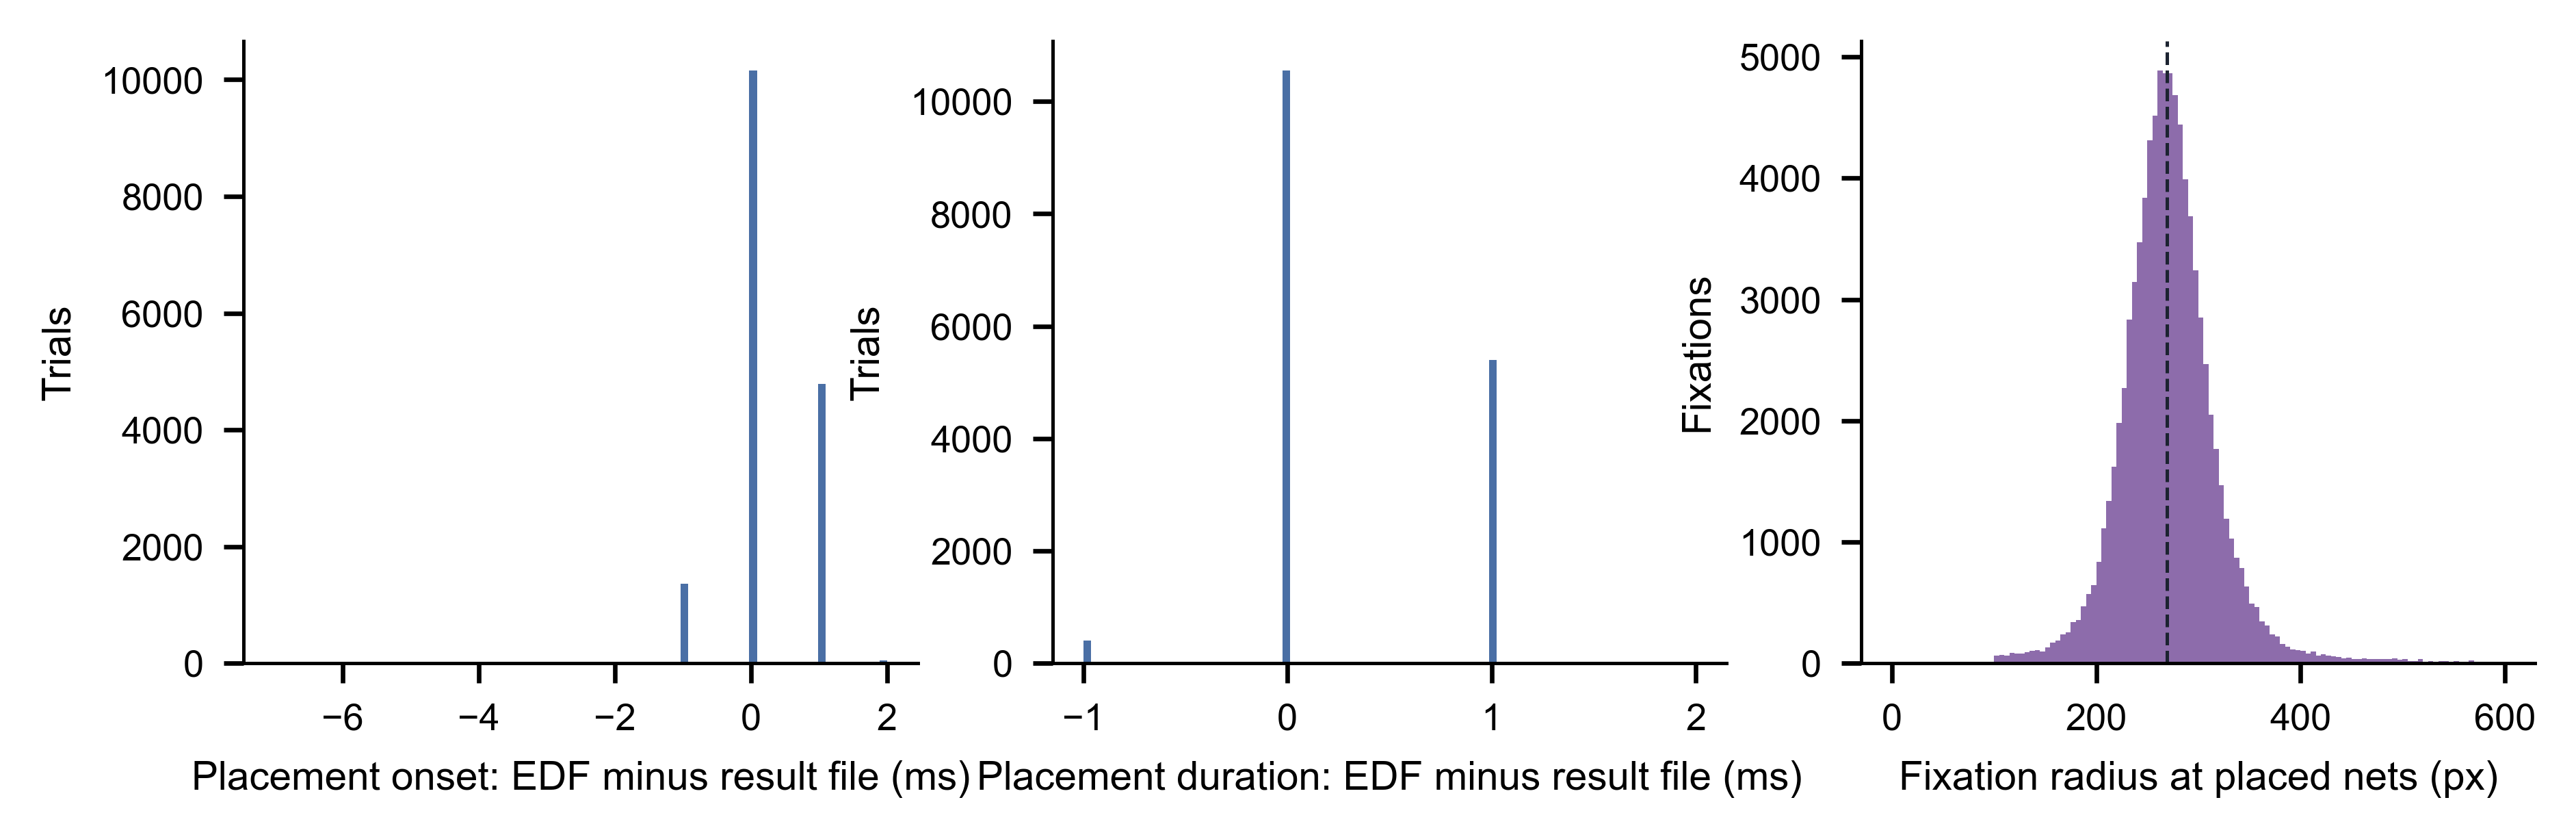 Trials
10000
8000
6000
4000
2000
0
−6 −4 −2 0 2
Placement onset: EDF minus result file (ms)
Trials
10000
8000
6000
4000
2000
0
−1 0 1 2
Placement duration: EDF minus result file (ms)
Fixations
5000
4000
3000
2000
1000
0
0 200 400 600
Fixation radius at placed nets (px)